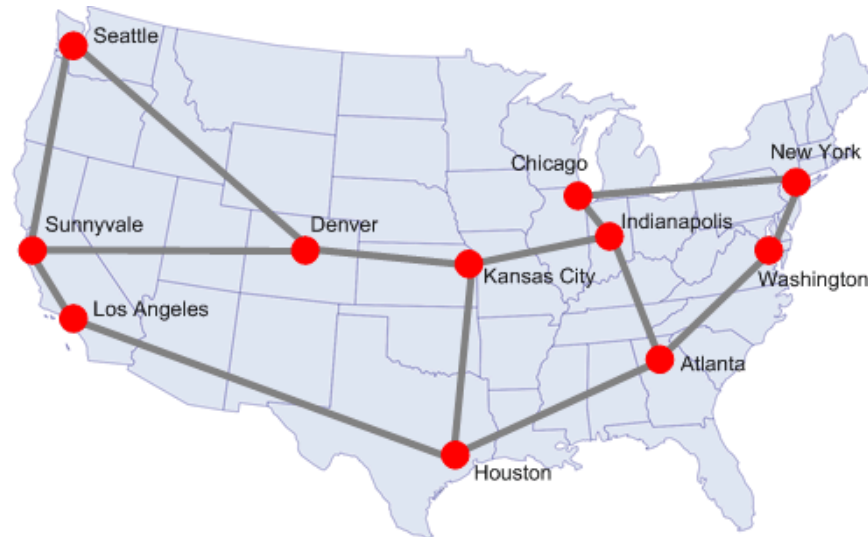 Seattle
New York
Chicago
Sunnyvale
Denver
Indianapolis
Kansas City
Washington
Los Angeles
Atlanta
Houston